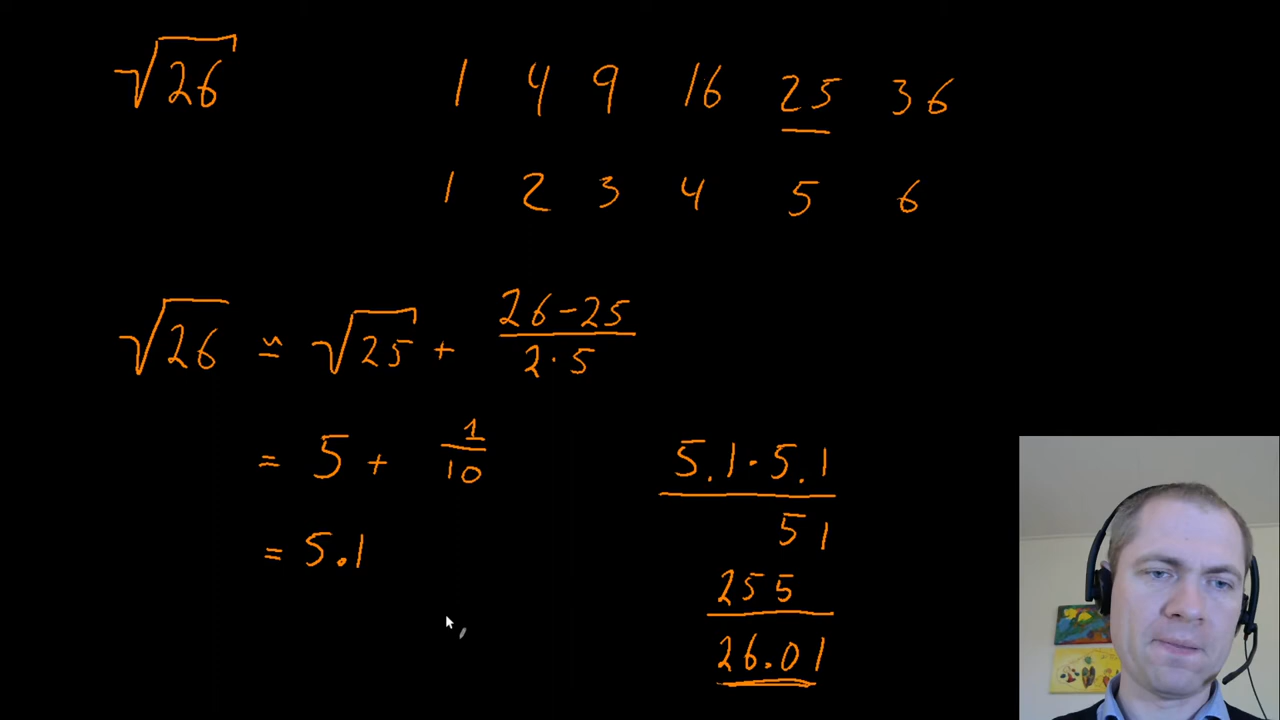 √26 1 4 9 16 25 36
1 2 3 4 5 6
√26 ≃ √25 + (26-25)/(2·5)
= 5 + 1/10
= 5.1
5.1·5.1
51
255
26.01